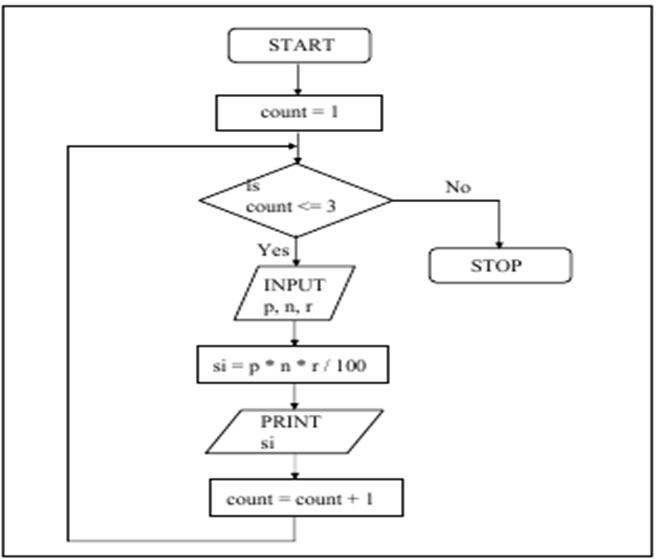 START
count = 1
is
count <= 3
No
Yes
STOP
INPUT
p, n, r
si = p * n * r / 100
PRINT
si
count = count + 1